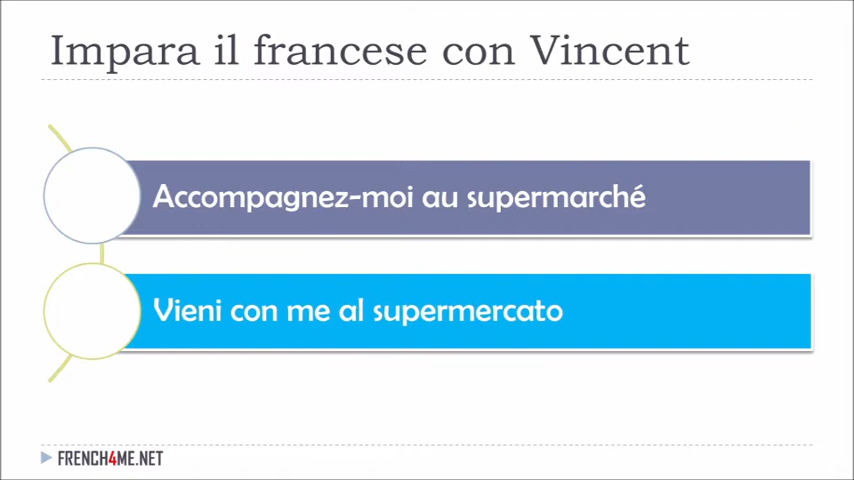 Impara il francese con Vincent
Accompagnez-moi au supermarché
Vieni con me al supermercato
FRENCH4ME.NET